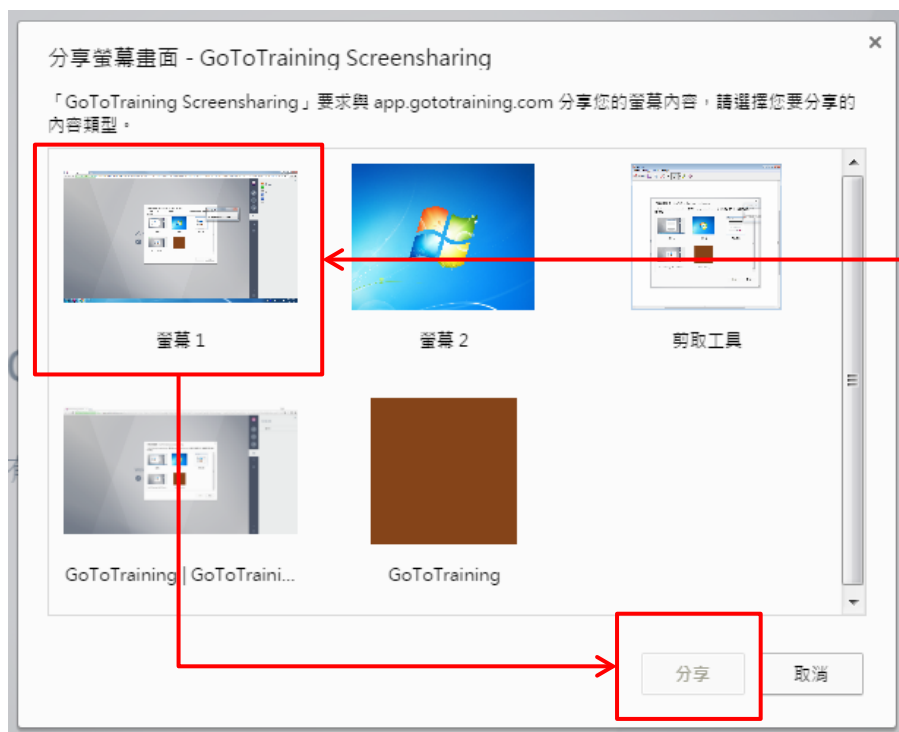 分享螢幕畫面 - GoToTraining Screensharing
「GoToTraining Screensharing」要求與 app.gototraining.com 分享您的螢幕內容，請選擇您要分享的
內容類型。
螢幕 1
螢幕 2
剪取工具
GoToTraining | GoToTraini...
GoToTraining
分享
取消